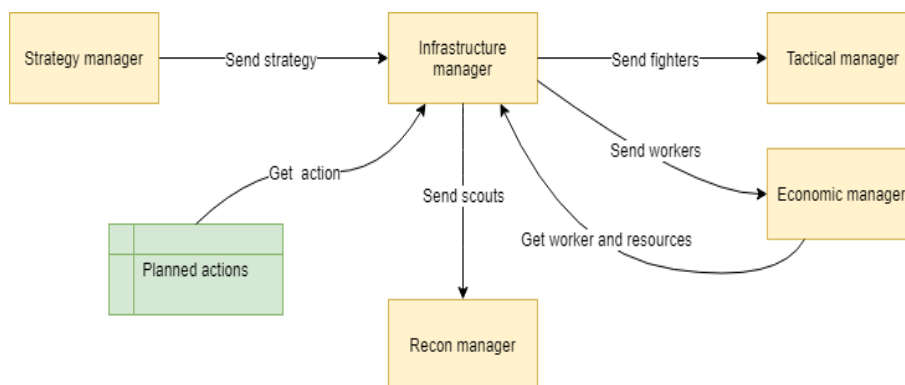 Strategy manager
Send strategy
Infrastructure
manager
Send fighters
Tactical manager
Send workers
Get action
Send scouts
Economic manager
Get worker and resources
Planned actions
Recon manager